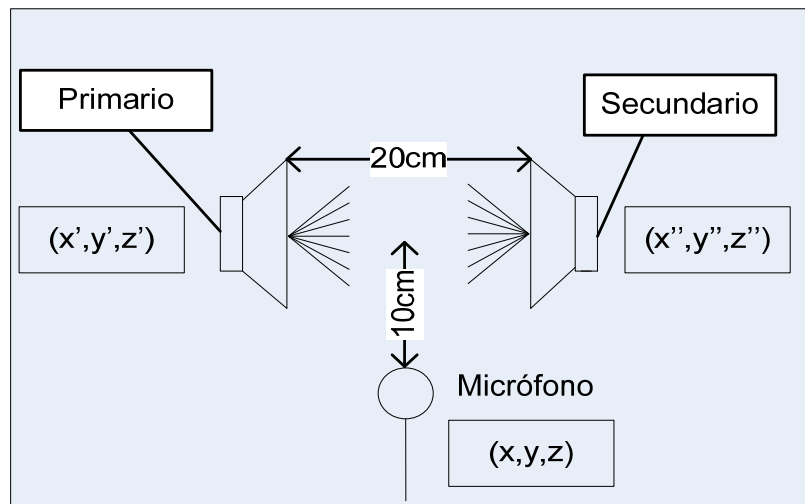 Primario
Secundario
20cm
(x',y',z')
(x'',y'',z'')
10cm
Micrófono
(x,y,z)